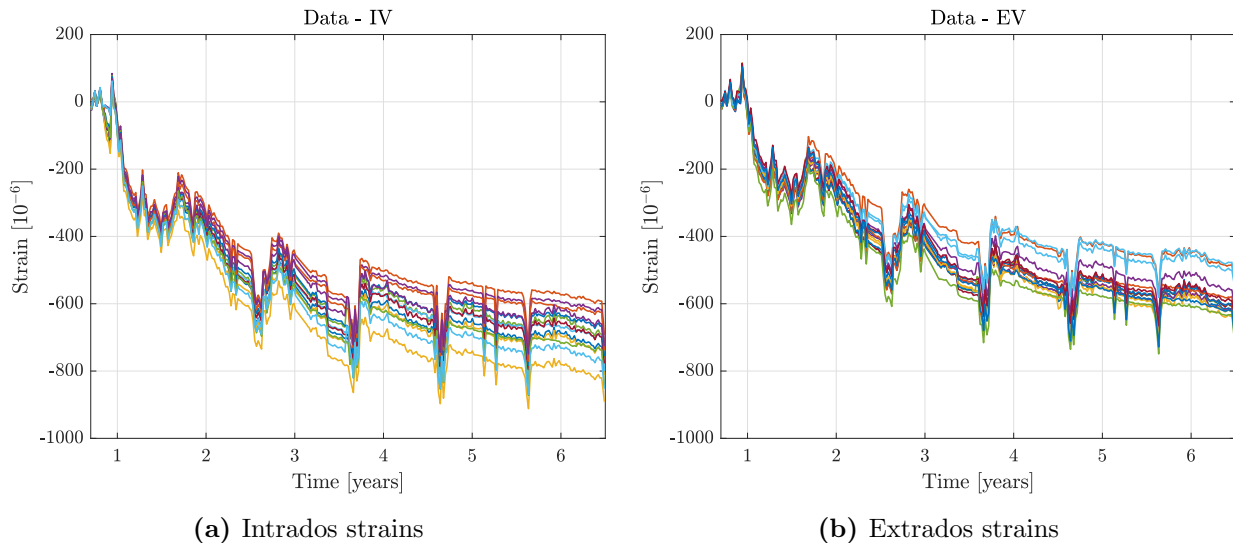 Data - IV
200
0
-200
-400
-600
-800
-1000
Strain [10⁻⁶]
1 2 3 4 5 6
Time [years]
(a) Intrados strains
Data - EV
200
0
-200
-400
-600
-800
-1000
Strain [10⁻⁶]
1 2 3 4 5 6
Time [years]
(b) Extrados strains